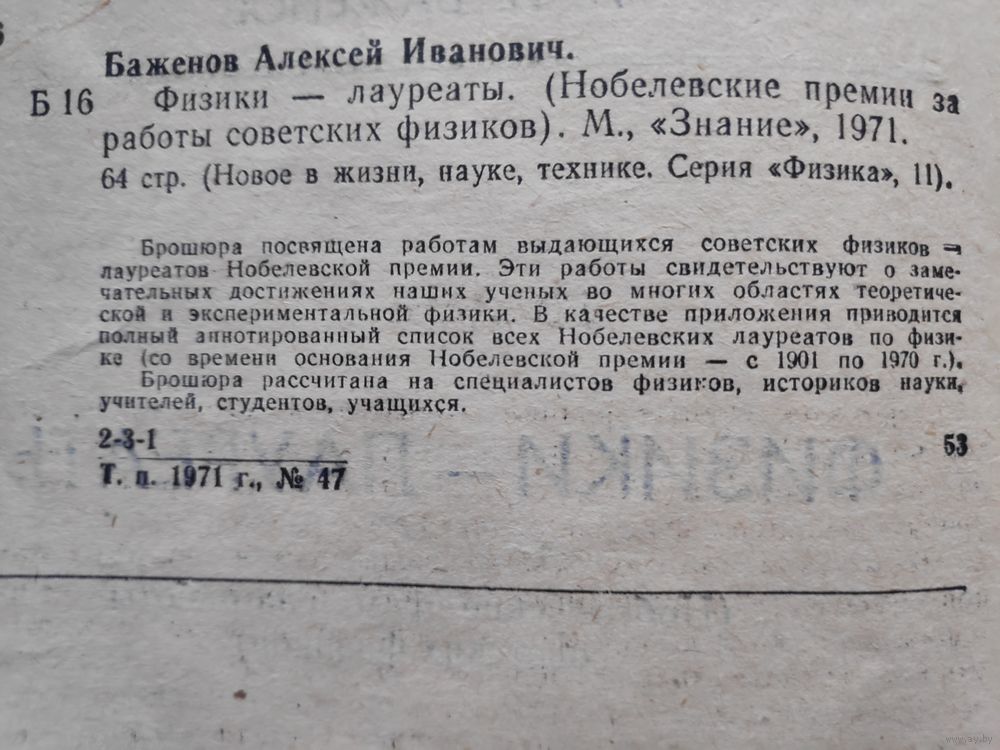 Баженов Алексей Иванович.
Б 16 Физики — лауреаты. (Нобелевские премии за
работы советских физиков). М., «Знание», 1971.
64 стр. (Новое в жизни, науке, технике. Серия «Физика», 11).
Брошюра посвящена работам выдающихся советских физиков —
лауреатов Нобелевской премии. Эти работы свидетельствуют о заме-
чательных достижениях наших ученых во многих областях теоретиче-
ской и экспериментальной физики. В качестве приложения приводится
полный аннотированный список всех Нобелевских лауреатов по физи-
ке (со времени основания Нобелевской премии — с 1901 по 1970 г.).
Брошюра рассчитана на специалистов физиков, историков науки,
учителей, студентов, учащихся.
2-3-1
53
Т. п. 1971 г., № 47
www.ay.by